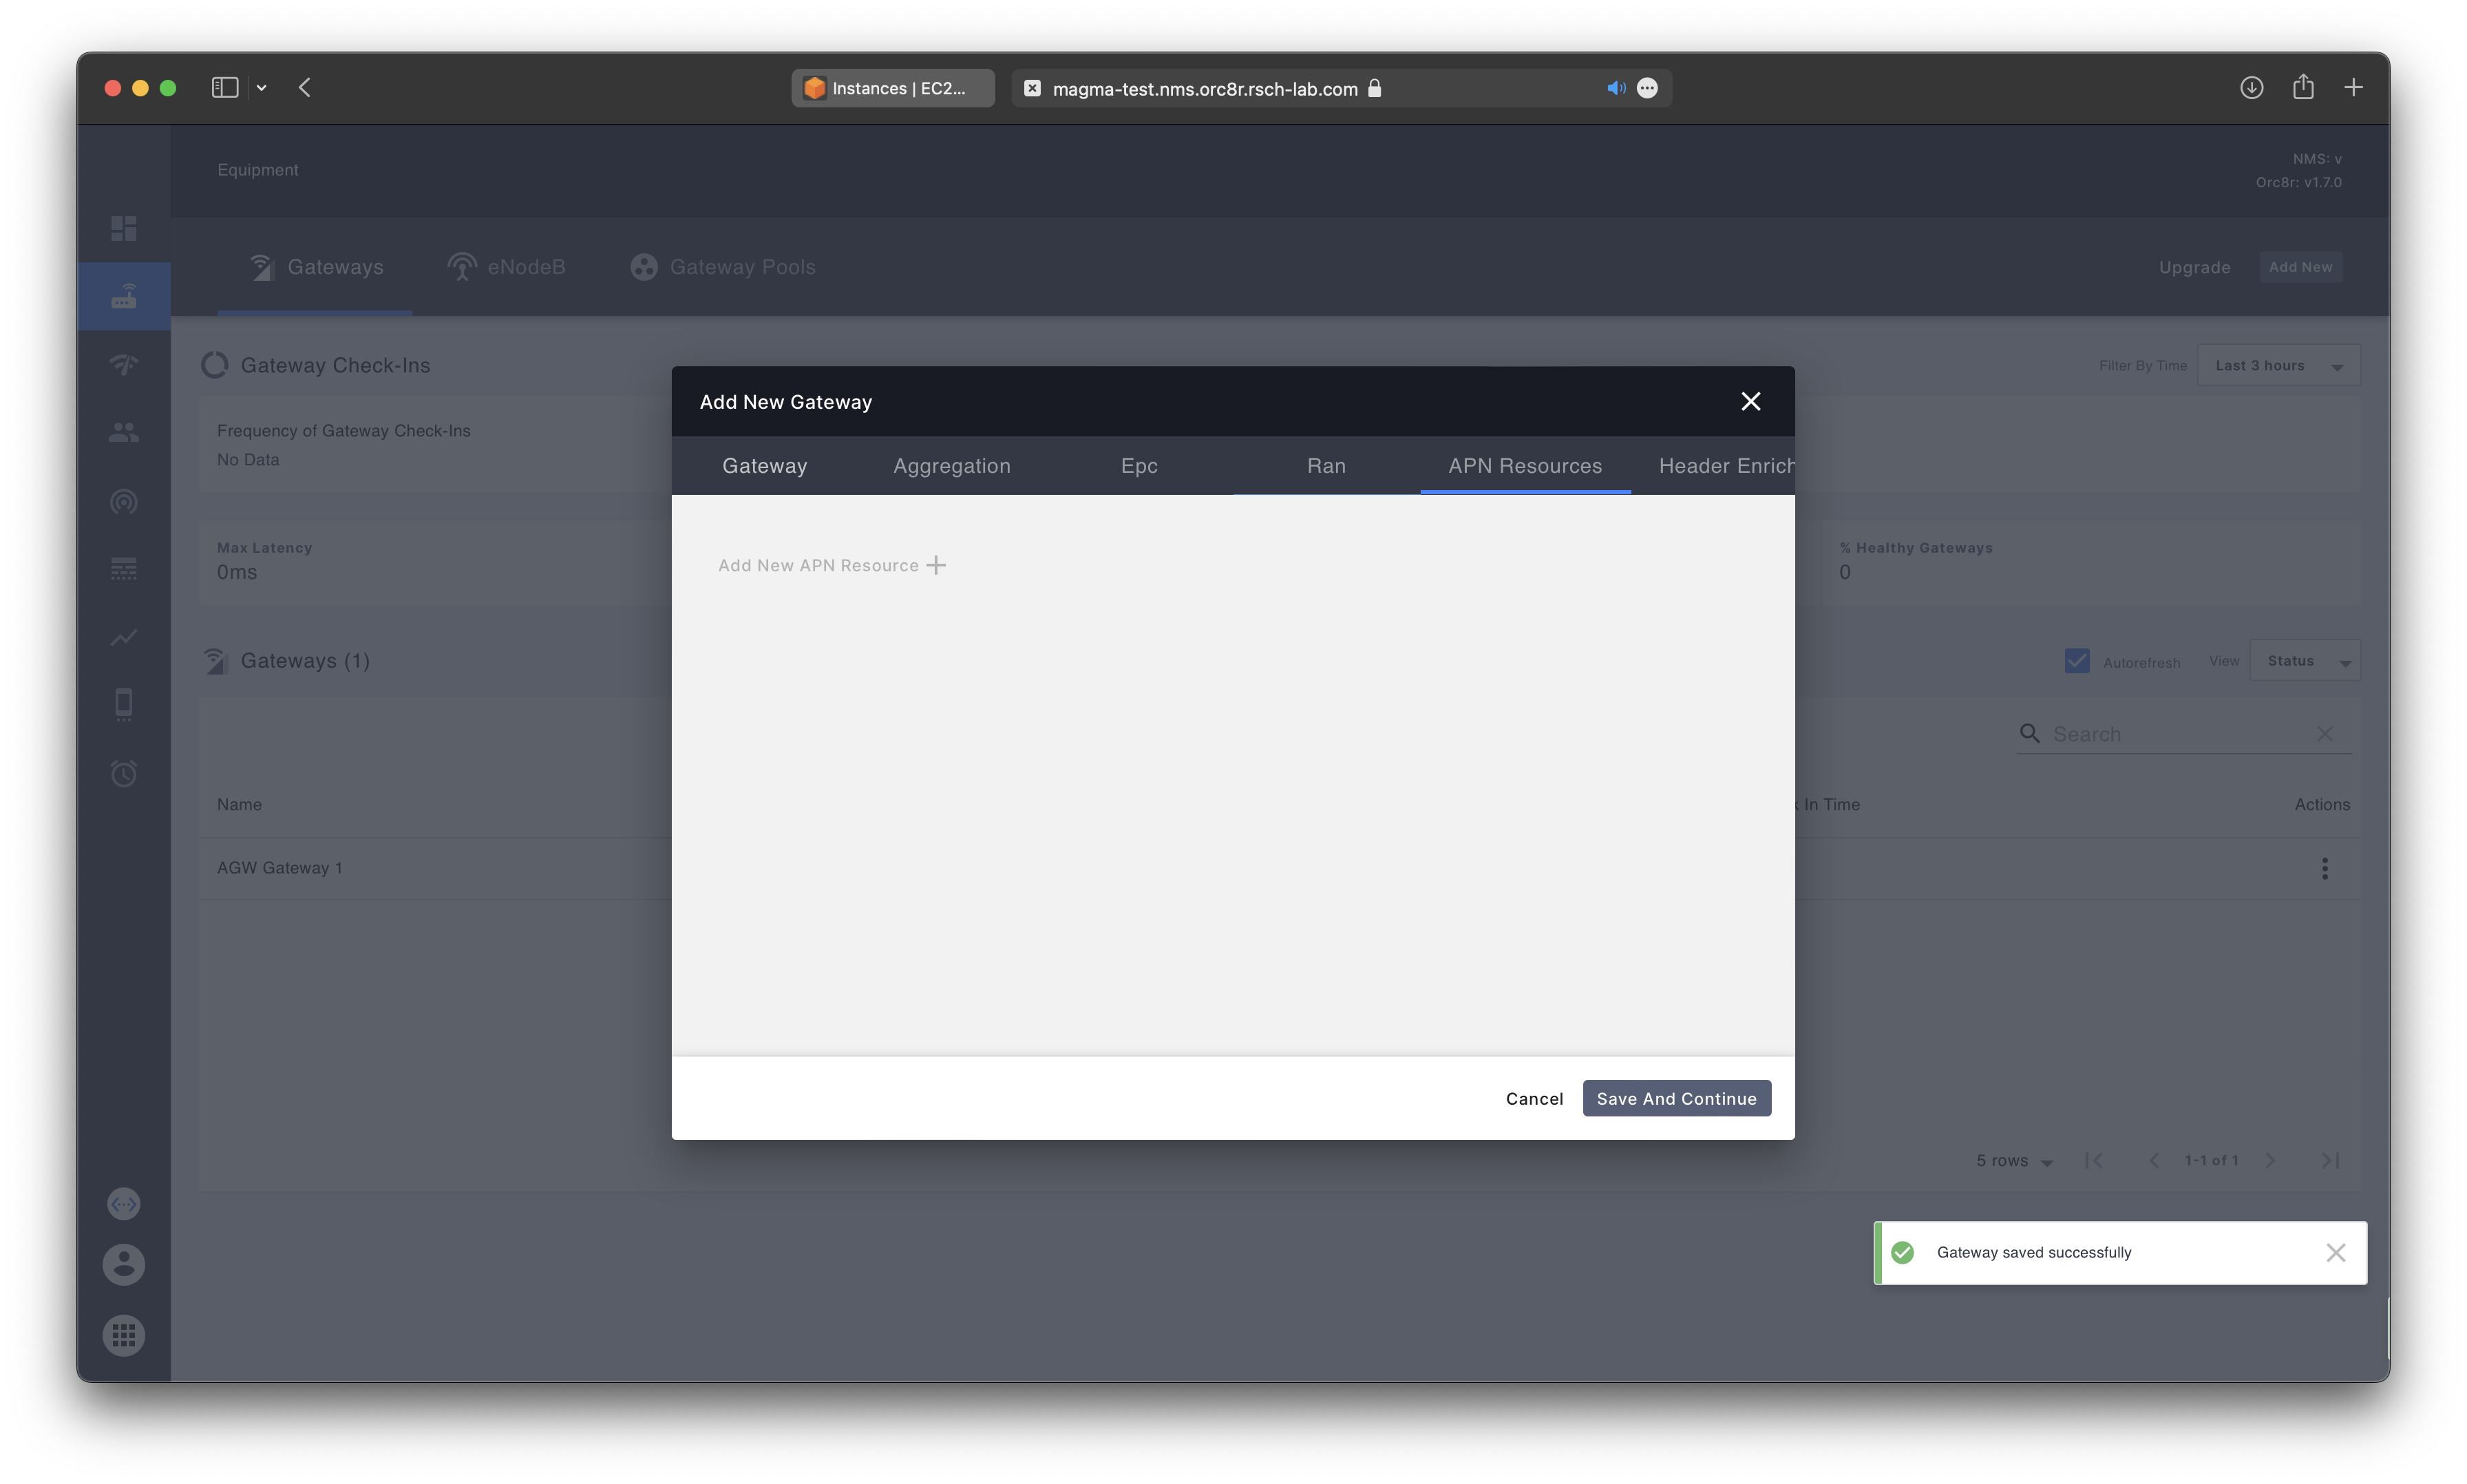 Instances | EC2...
magma-test.nms.orc8r.rsch-lab.com
Equipment
NMS: v
Orc8r: v1.7.0
Gateways
eNodeB
Gateway Pools
Upgrade
Add New
Gateway Check-Ins
Filter By Time
Last 3 hours
Frequency of Gateway Check-Ins
No Data
Max Latency
0ms
% Healthy Gateways
0
Gateways (1)
Autorefresh
View
Status
Search
Name
In Time
Actions
AGW Gateway 1
5 rows
1-1 of 1
Add New Gateway
Gateway
Aggregation
Epc
Ran
APN Resources
Header Enrich
Add New APN Resource
Cancel
Save And Continue
Gateway saved successfully